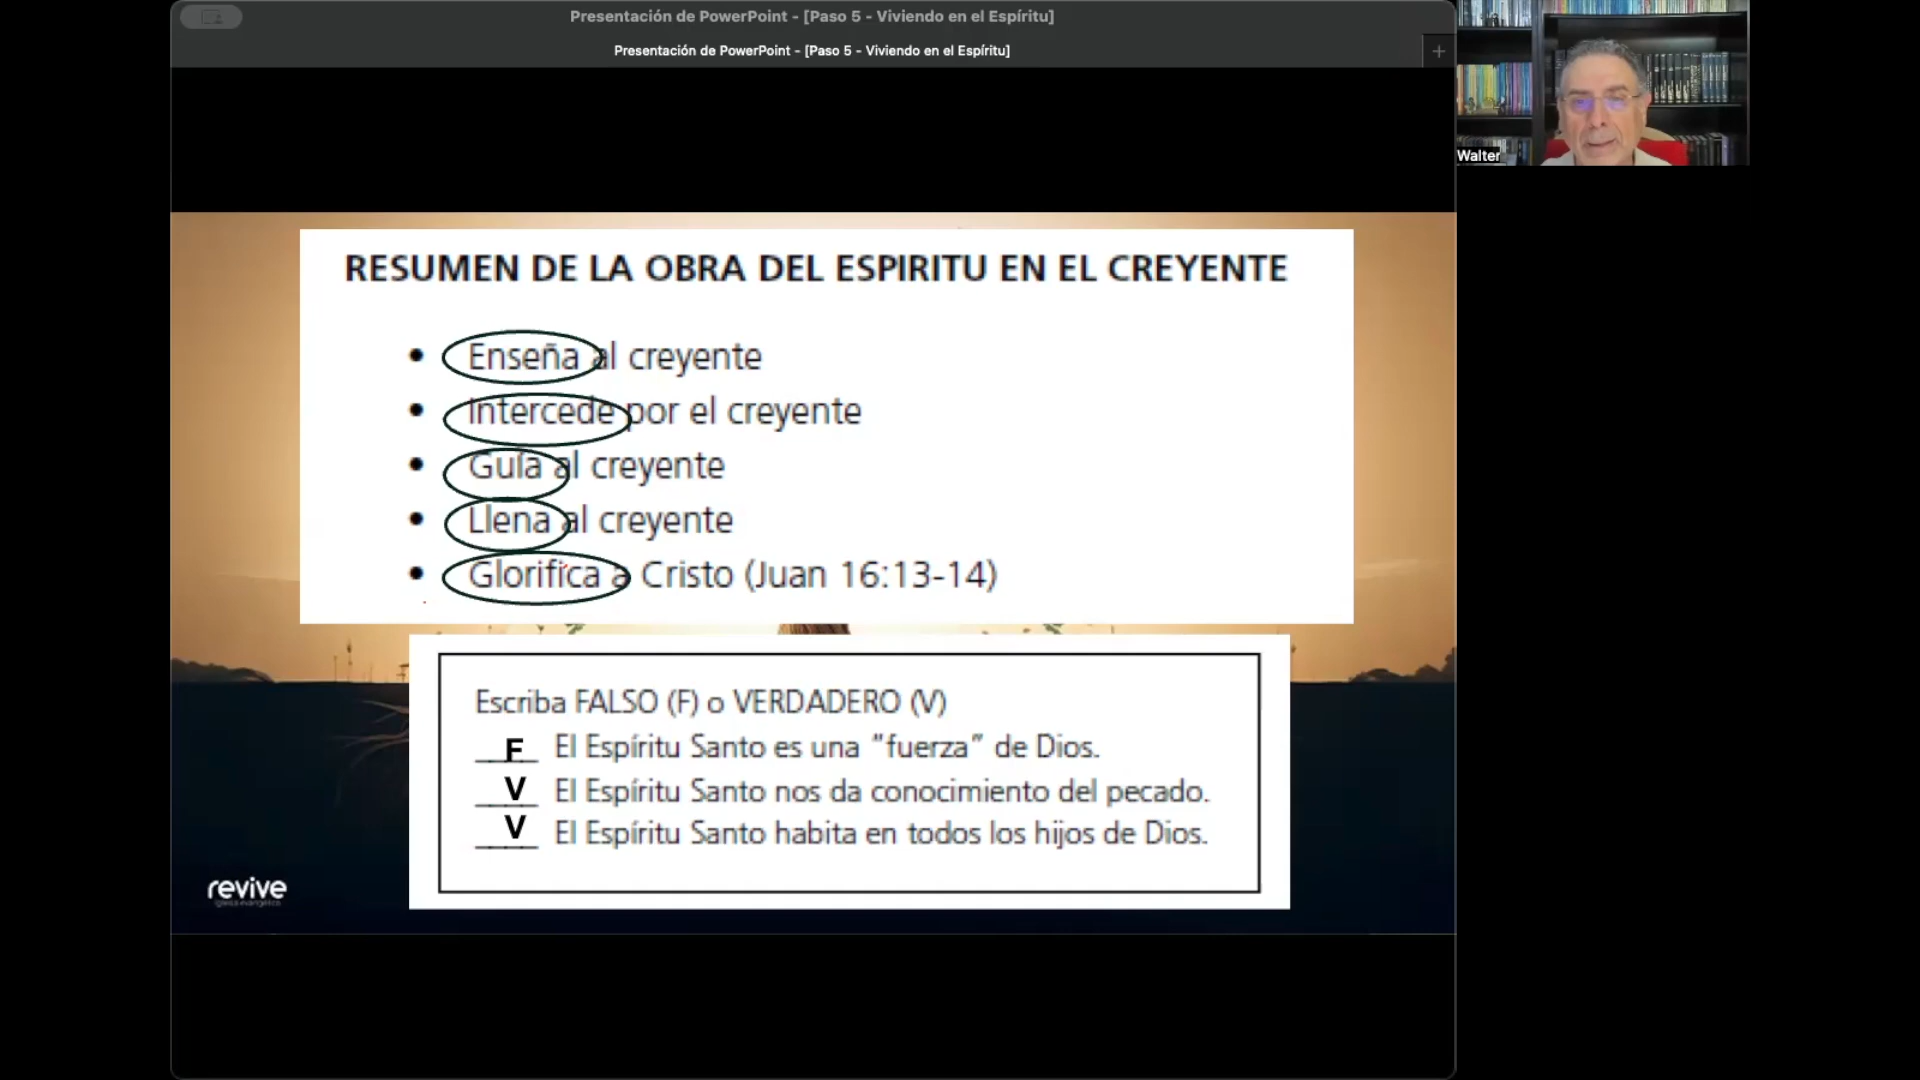 Presentación de PowerPoint - [Paso 5 - Viviendo en el Espíritu]
Presentación de PowerPoint - [Paso 5 - Viviendo en el Espíritu]
Walter
RESUMEN DE LA OBRA DEL ESPIRITU EN EL CREYENTE
• Enseña al creyente
• Intercede por el creyente
• Guía al creyente
• Llena al creyente
• Glorifica a Cristo (Juan 16:13-14)
Escriba FALSO (F) o VERDADERO (V)
F El Espíritu Santo es una “fuerza” de Dios.
V El Espíritu Santo nos da conocimiento del pecado.
V El Espíritu Santo habita en todos los hijos de Dios.
revive
iglesia evangélica